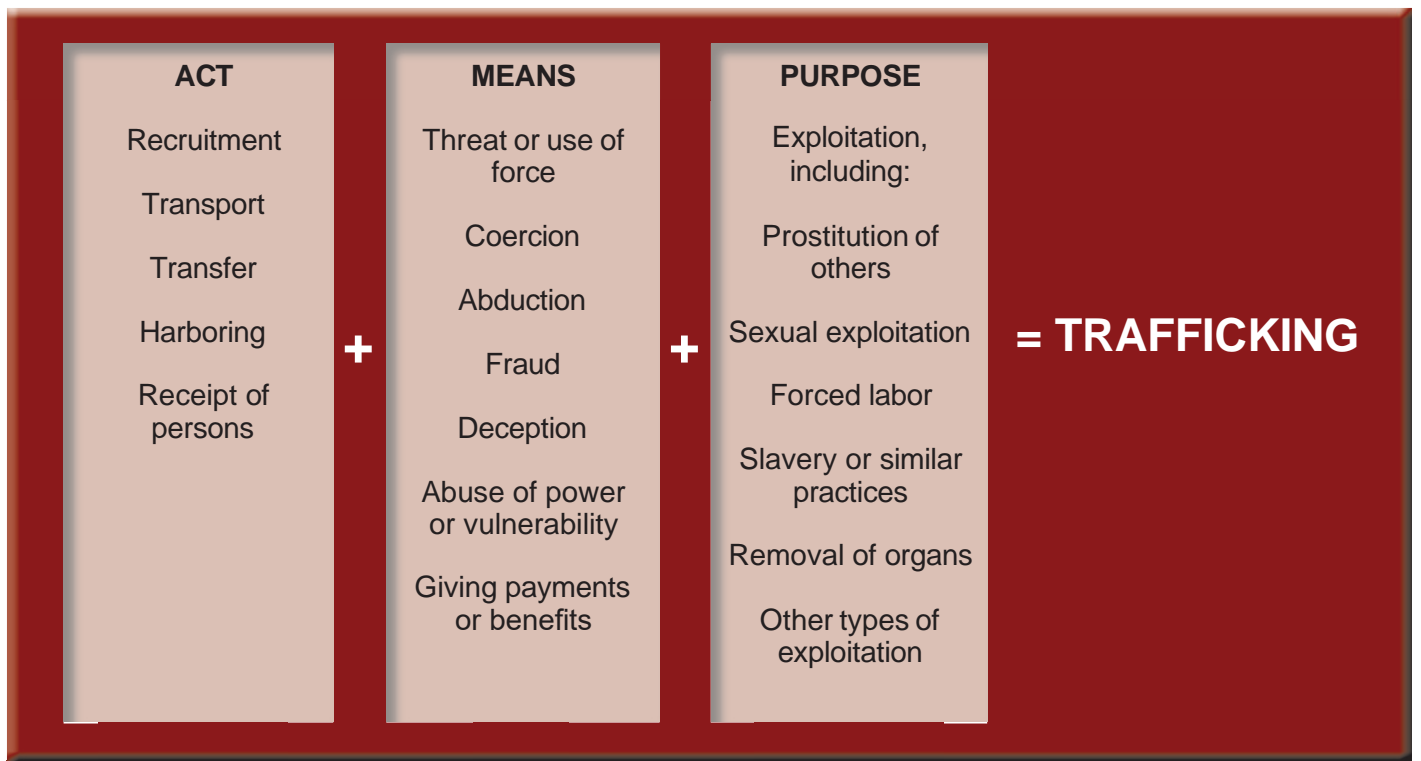 ACT
Recruitment
Transport
Transfer
Harboring
Receipt of
persons
+
MEANS
Threat or use of
force
Coercion
Abduction
Fraud
Deception
Abuse of power
or vulnerability
Giving payments
or benefits
+
PURPOSE
Exploitation,
including:
Prostitution of
others
Sexual exploitation
Forced labor
Slavery or similar
practices
Removal of organs
Other types of
exploitation
= TRAFFICKING